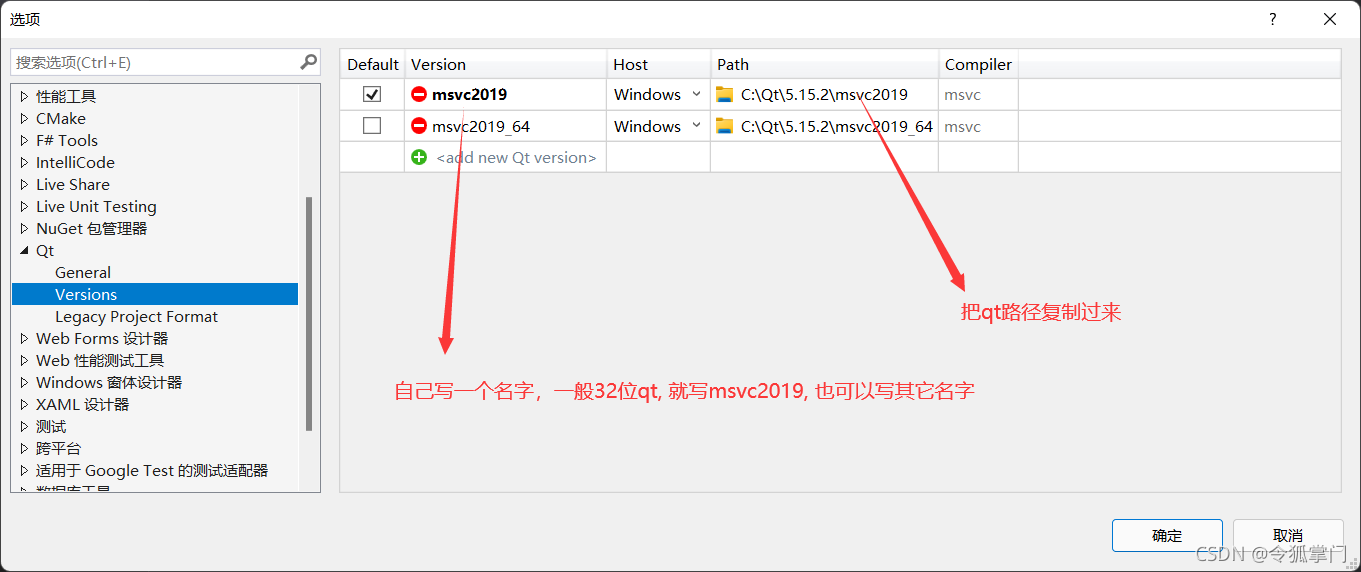 选项
搜索选项(Ctrl+E)
性能工具
CMake
F# Tools
IntelliCode
Live Share
Live Unit Testing
NuGet 包管理器
Qt
General
Versions
Legacy Project Format
Web Forms 设计器
Web 性能测试工具
Windows 窗体设计器
XAML 设计器
测试
跨平台
适用于 Google Test 的测试适配器
数据库工具
Default Version Host Path Compiler
msvc2019 Windows C:\Qt\5.15.2\msvc2019 msvc
msvc2019_64 Windows C:\Qt\5.15.2\msvc2019_64 msvc
<add new Qt version>
把qt路径复制过来
自己写一个名字，一般32位qt, 就写msvc2019, 也可以写其它名字
确定 取消
CSDN @令狐掌门